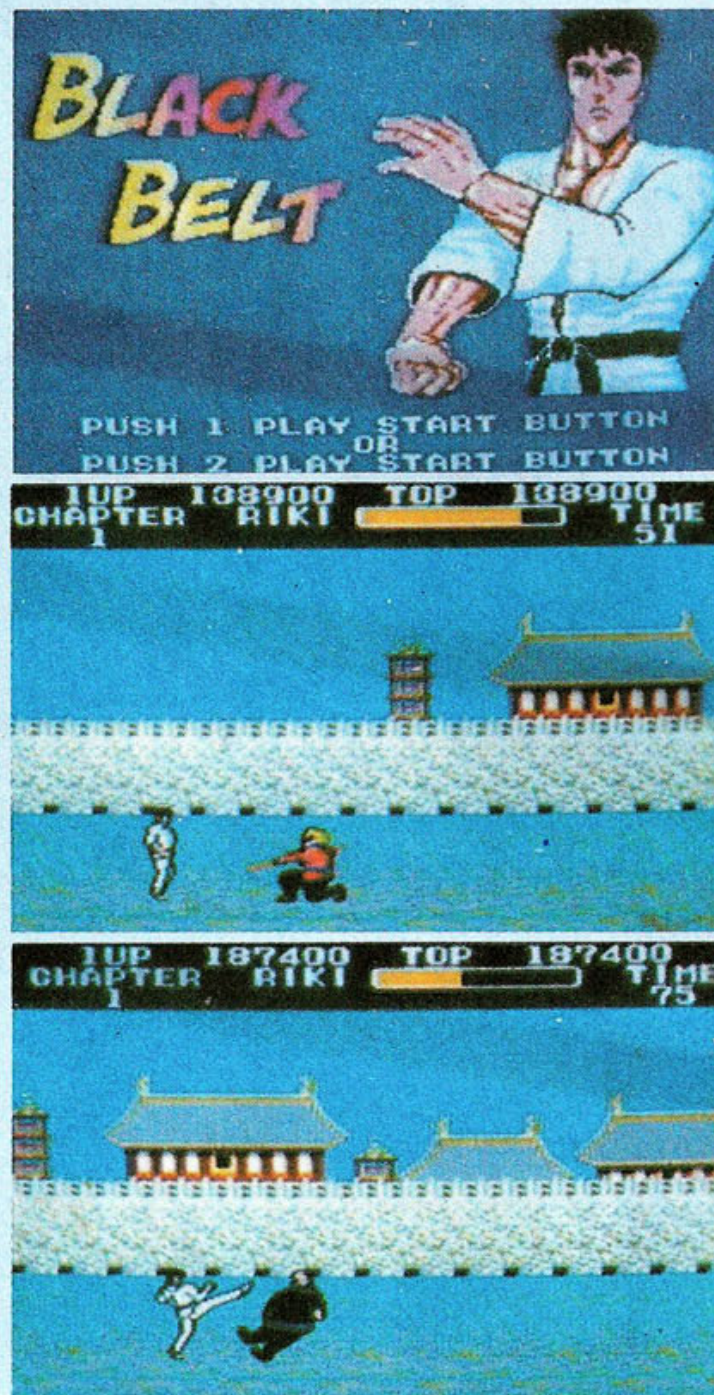 BLACK
BELT
PUSH 1 PLAY START BUTTON
OR
PUSH 2 PLAY START BUTTON
1UP 138900 TOP 138900
CHAPTER RIKI TIME
1 51
1UP 187400 TOP 187400
CHAPTER RIKI TIME
1 75